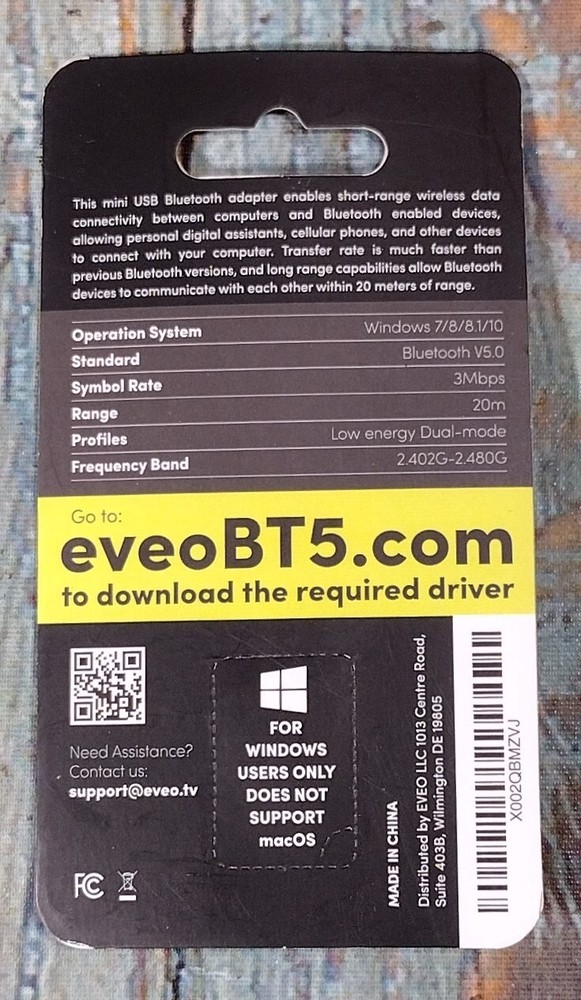 This mini USB Bluetooth adapter enables short-range wireless data
connectivity between computers and Bluetooth enabled devices,
allowing personal digital assistants, cellular phones, and other devices
to connect with your computer. Transfer rate is much faster than
previous Bluetooth versions, and long range capabilities allow Bluetooth
devices to communicate with each other within 20 meters of range.
Operation System Windows 7/8/8.1/10
Standard Bluetooth V5.0
Symbol Rate 3Mbps
Range 20m
Profiles Low energy Dual-mode
Frequency Band 2.402G-2.480G
Go to:
eveoBT5.com
to download the required driver
Need Assistance?
Contact us:
support@eveo.tv
FC
FOR
WINDOWS
USERS ONLY
DOES NOT
SUPPORT
macOS
MADE IN CHINA
Distributed by EVEO LLC 1013 Centre Road,
Suite 403B, Wilmington DE 19805
X002QBMZVJ